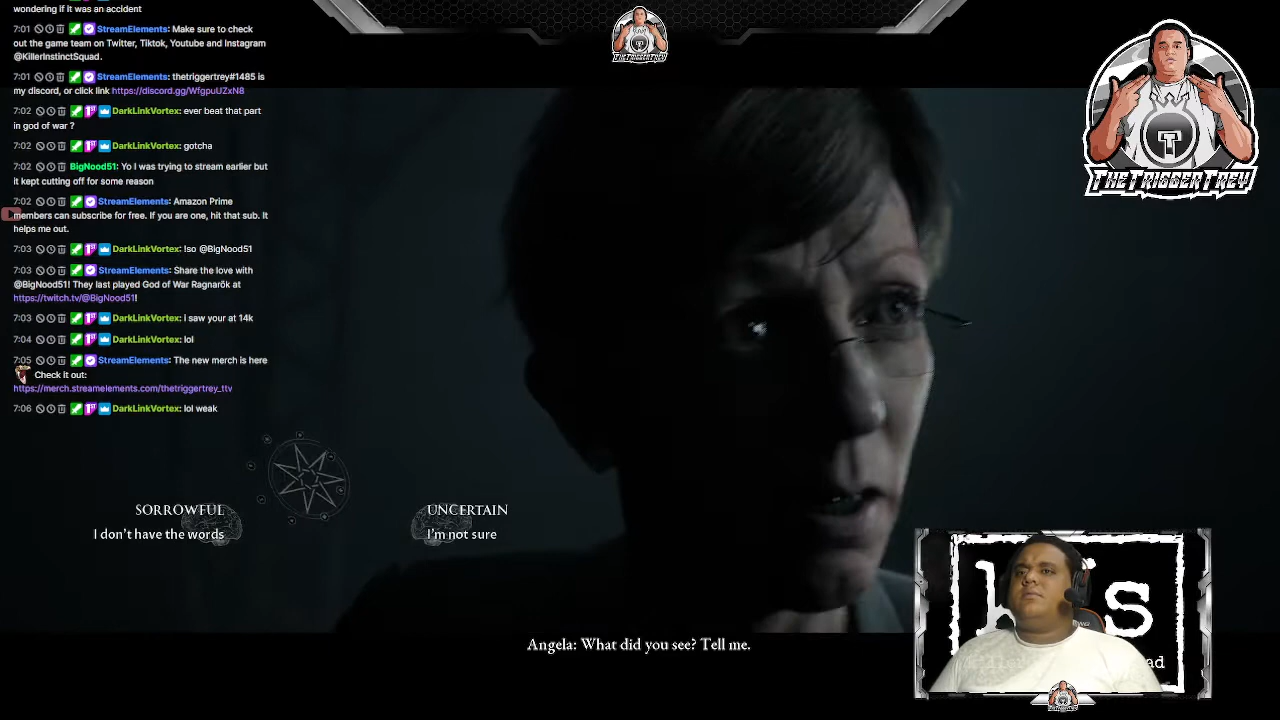 wondering if it was an accident
7:01 StreamElements: Make sure to check
out the game team on Twitter, Tiktok, Youtube and Instagram
@KillerInstinctSquad.
7:01 StreamElements: thetriggertrey#1485 is
my discord, or click link https://discord.gg/WfgpuUZxN8
7:02 DarkLinkVortex: ever beat that part
in god of war ?
7:02 DarkLinkVortex: gotcha
7:02 BigNood51: Yo I was trying to stream earlier but
it kept cutting off for some reason
7:02 StreamElements: Amazon Prime
members can subscribe for free. If you are one, hit that sub. It
helps me out.
7:03 DarkLinkVortex: !so @BigNood51
7:03 StreamElements: Share the love with
@BigNood51! They last played God of War Ragnarök at
https://twitch.tv/@BigNood51!
7:03 DarkLinkVortex: i saw your at 14k
7:04 DarkLinkVortex: lol
7:05 StreamElements: The new merch is here
Check it out:
https://merch.streamelements.com/thetriggertrey_ttv
7:06 DarkLinkVortex: lol weak
THETRIGGERTREY
SORROWFUL
I don't have the words
UNCERTAIN
I'm not sure
Angela: What did you see? Tell me.